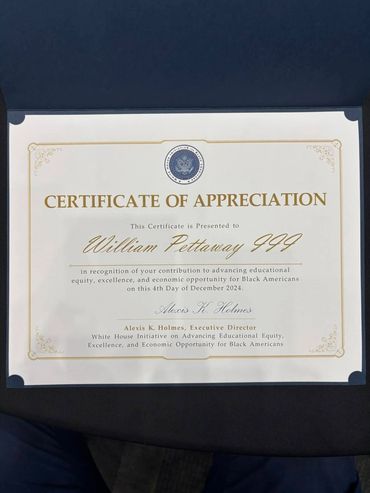 CERTIFICATE OF APPRECIATION
This Certificate is Presented to
William Pettaway III
in recognition of your contribution to advancing educational
equity, excellence, and economic opportunity for Black Americans
on this 4th Day of December 2024.
Alexis K. Holmes
Alexis K. Holmes, Executive Director
White House Initiative on Advancing Educational Equity,
Excellence, and Economic Opportunity for Black Americans